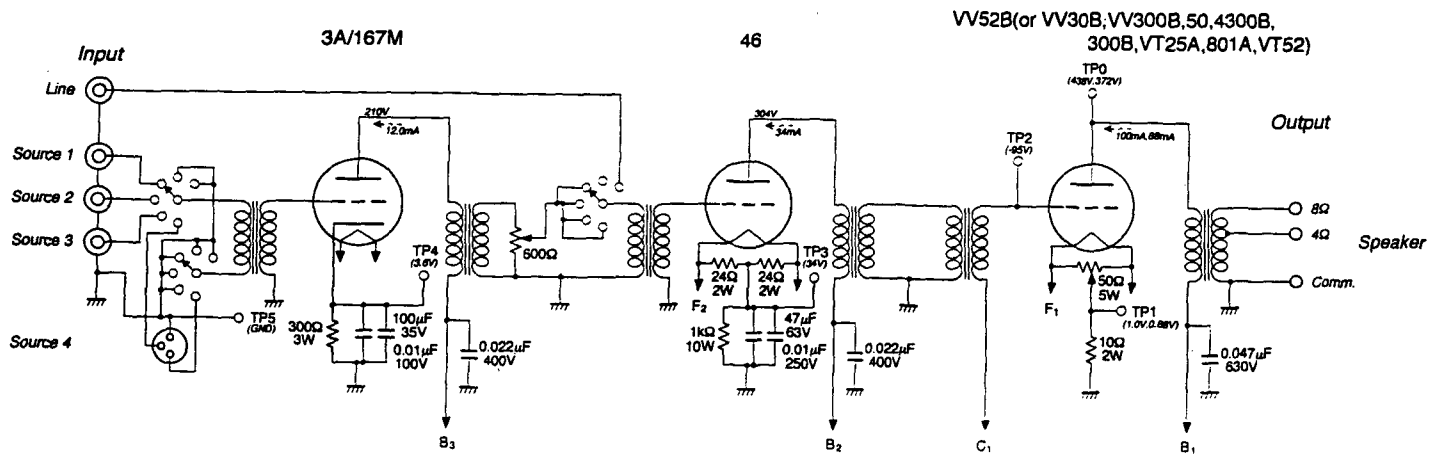 VV52B(or VV30B;VV300B,50,4300B,
300B,VT25A,801A,VT52)
3A/167M
46
Input
Line
Source 1
Source 2
Source 3
Source 4
210V
12.0mA
304V
34mA
TP0
(438V.372V)
100mA,88mA
Output
TP2
(-95V)
8Ω
4Ω
Speaker
Comm.
600Ω
TP4
(3.6V)
TP3
(34V)
24Ω
2W
24Ω
2W
F2
F1
50Ω
5W
TP1
(1.0V,0.88V)
TP5
(GND)
300Ω
3W
100µF
35V
0.01µF
100V
0.022µF
400V
1kΩ
10W
47µF
63V
0.01µF
250V
0.022µF
400V
10Ω
2W
0.047µF
630V
B3
B2
C1
B1